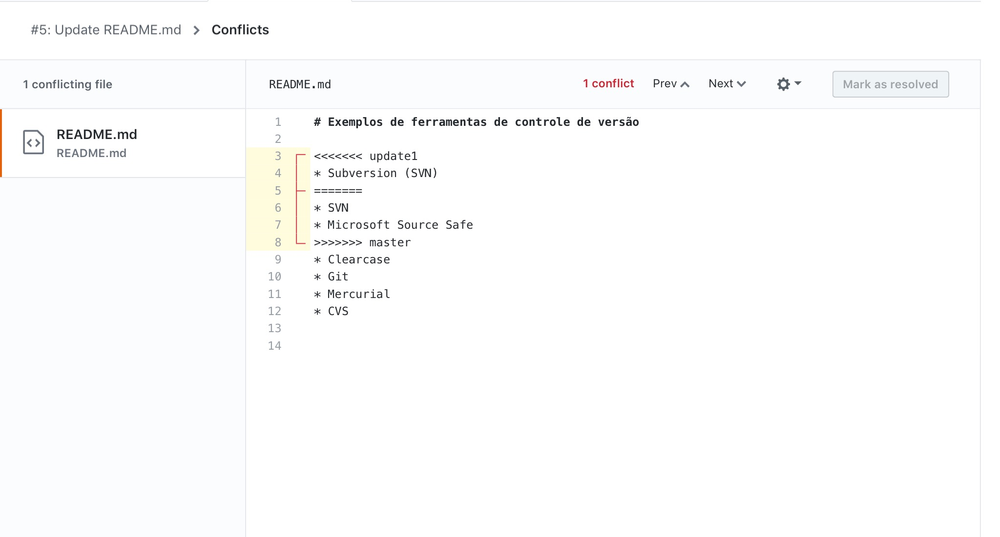 #5: Update README.md > Conflicts
1 conflicting file
README.md
README.md
README.md 1 conflict Prev Next Mark as resolved
1 # Exemplos de ferramentas de controle de versão
2
3 <<<<<<< update1
4 * Subversion (SVN)
5 =======
6 * SVN
7 * Microsoft Source Safe
8 >>>>>>> master
9 * Clearcase
10 * Git
11 * Mercurial
12 * CVS
13
14